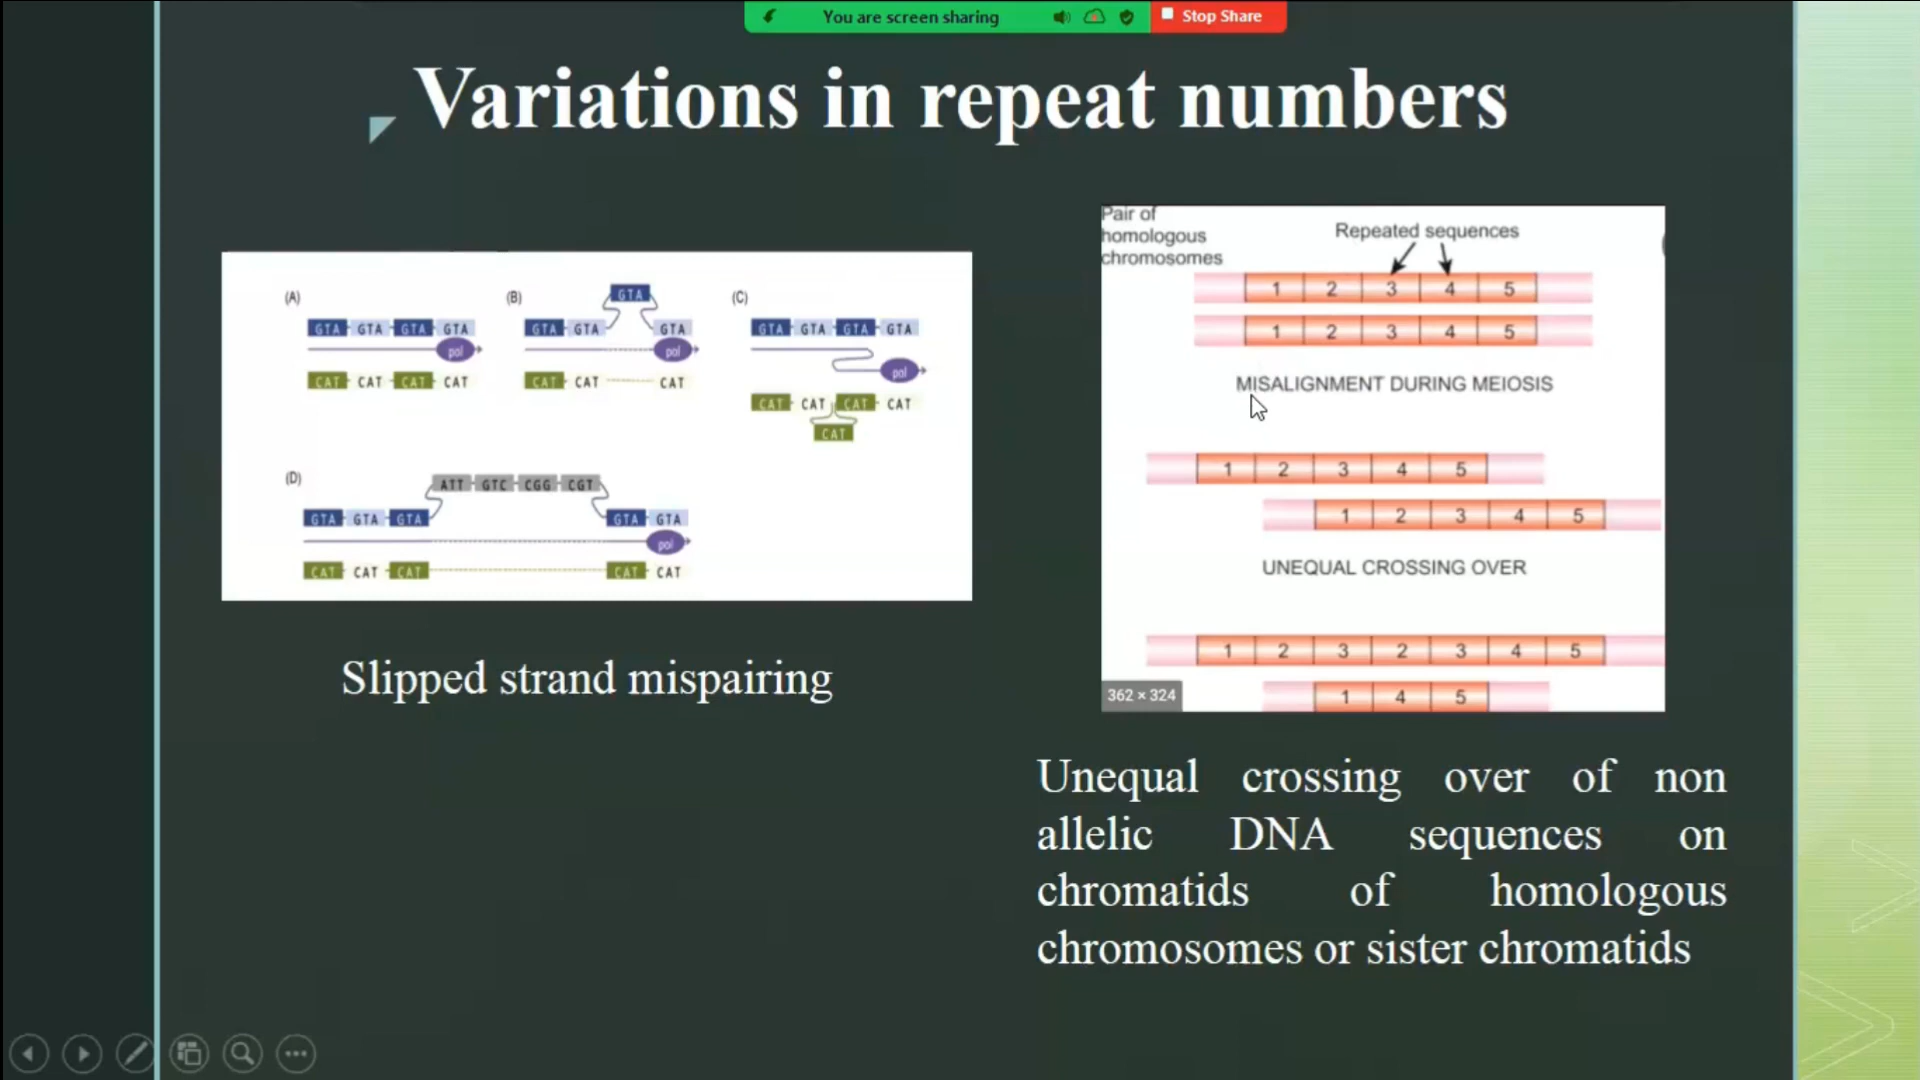 You are screen sharing
Stop Share
Variations in repeat numbers
(A)
GTA GTA GTA GTA
pol
CAT CAT CAT CAT
(B)
GTA
GTA GTA GTA
pol
CAT CAT CAT
(C)
GTA GTA GTA GTA
pol
CAT CAT CAT CAT
CAT
(D)
ATT GTC CGG CGT
GTA GTA GTA GTA GTA
pol
CAT CAT CAT CAT CAT
Slipped strand mispairing
Pair of
homologous
chromosomes
Repeated sequences
1 2 3 4 5
1 2 3 4 5
MISALIGNMENT DURING MEIOSIS
1 2 3 4 5
1 2 3 4 5
UNEQUAL CROSSING OVER
1 2 3 2 3 4 5
1 4 5
362 × 324
Unequal crossing over of non
allelic DNA sequences on
chromatids of homologous
chromosomes or sister chromatids